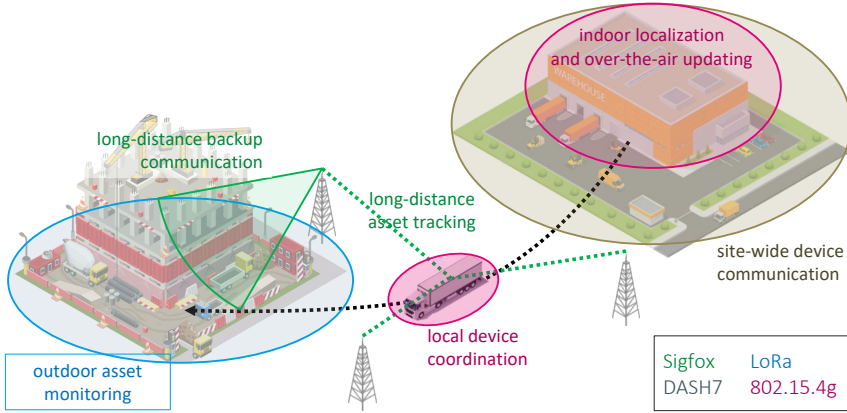 indoor localization
and over-the-air updating
WAREHOUSE
long-distance backup
communication
long-distance
asset tracking
site-wide device
communication
local device
coordination
outdoor asset
monitoring
Sigfox LoRa
DASH7 802.15.4g